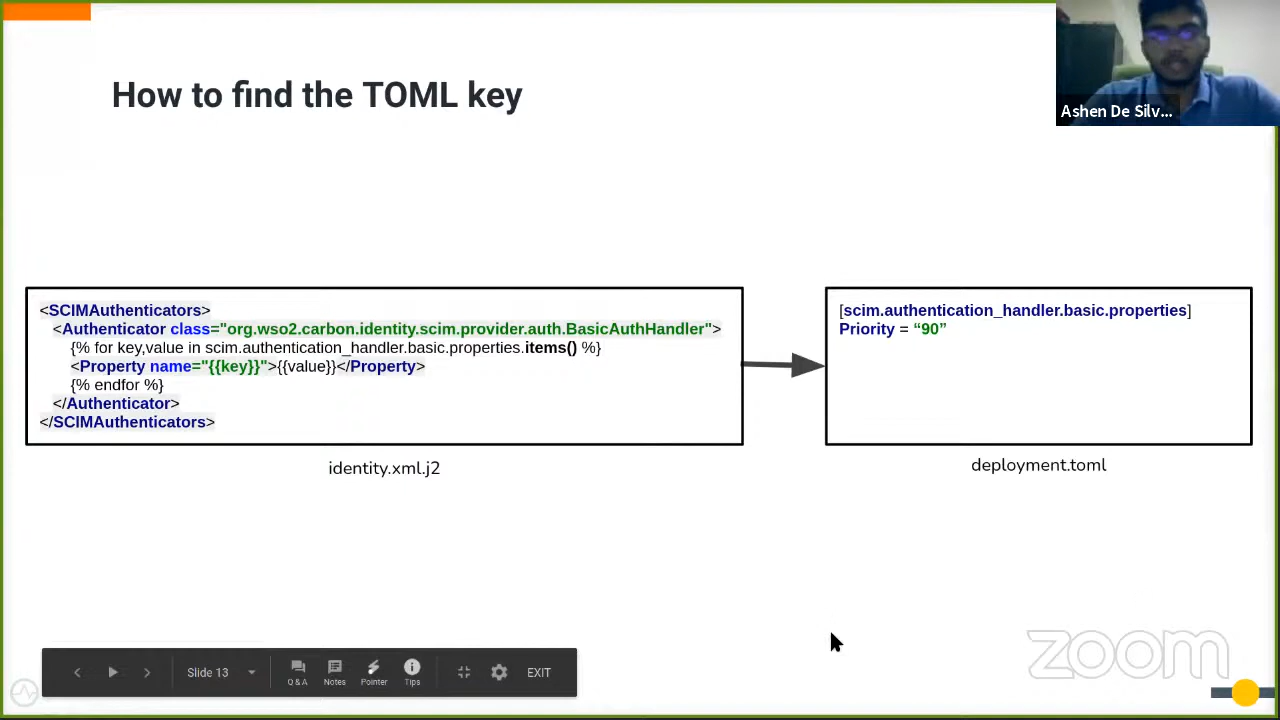 How to find the TOML key
Ashen De Silv...
<SCIMAuthenticators>
<Authenticator class="org.wso2.carbon.identity.scim.provider.auth.BasicAuthHandler">
{% for key,value in scim.authentication_handler.basic.properties.items() %}
<Property name="{{key}}">{{value}}</Property>
{% endfor %}
</Authenticator>
</SCIMAuthenticators>
identity.xml.j2
[scim.authentication_handler.basic.properties]
Priority = “90”
deployment.toml
Slide 13
Q & A
Notes
Pointer
Tips
EXIT
zoom